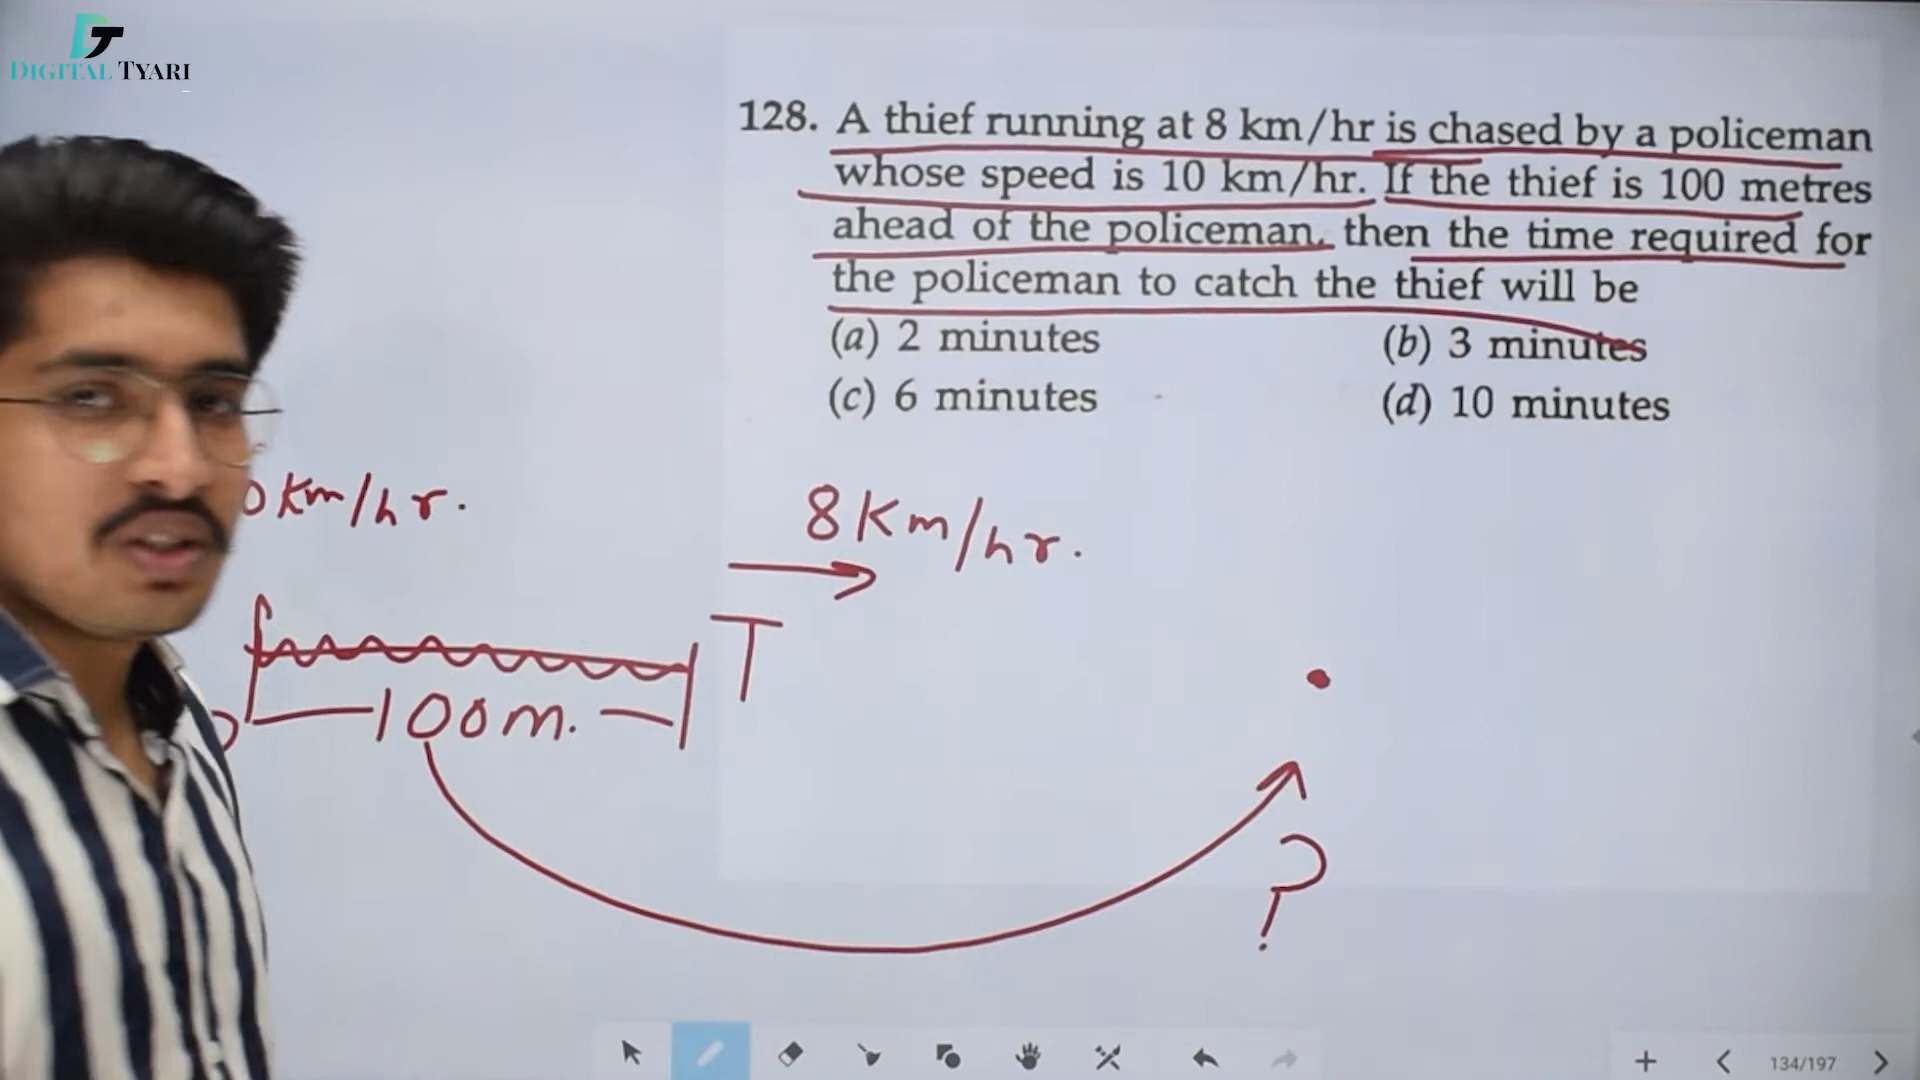 DIGITAL TYARI
128. A thief running at 8 km/hr is chased by a policeman
whose speed is 10 km/hr. If the thief is 100 metres
ahead of the policeman, then the time required for
the policeman to catch the thief will be
(a) 2 minutes (b) 3 minutes
(c) 6 minutes (d) 10 minutes
0 Km/hr.
8 Km/hr.
T
100m.
?
134/197